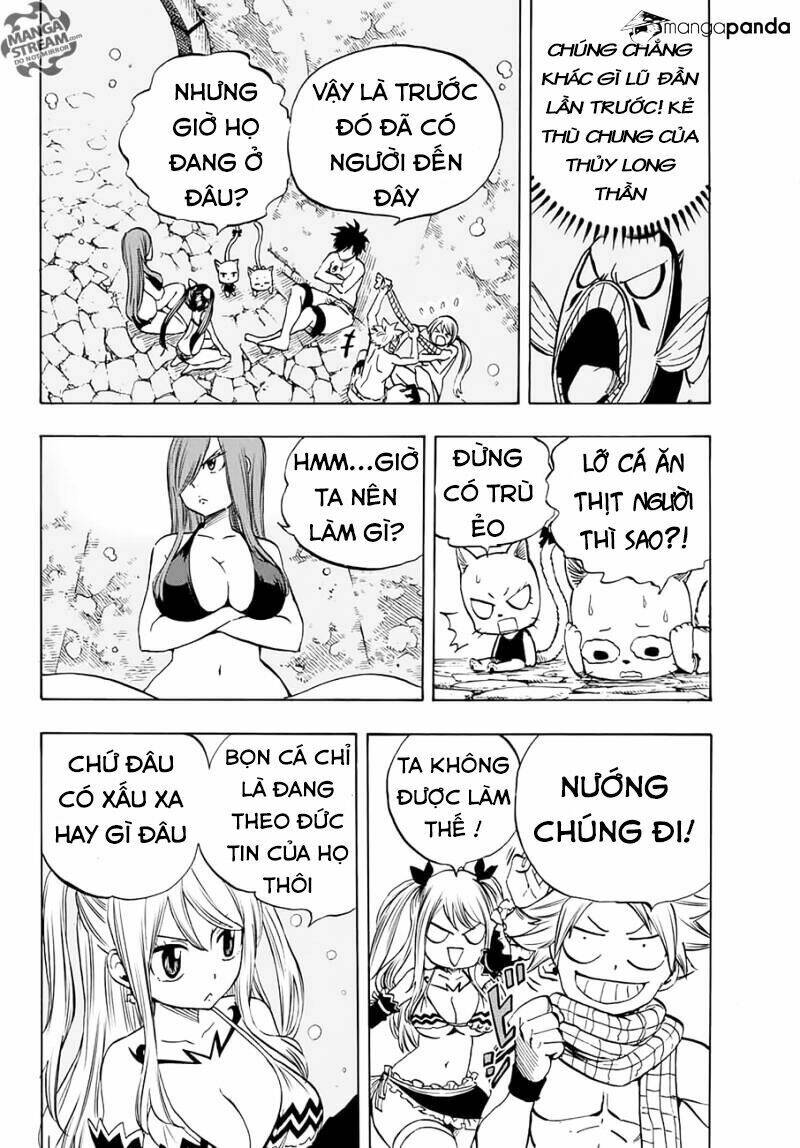 MANGA
STREAM.COM
DO NOT MIRROR
mangapanda
CHÚNG CHẲNG
KHÁC GÌ LŨ ĐẦN
LẦN TRƯỚC! KẺ
THÙ CHUNG CỦA
THỦY LONG
THẦN
VẬY LÀ TRƯỚC
ĐÓ ĐÃ CÓ
NGƯỜI ĐẾN
ĐÂY
NHƯNG
GIỜ HỌ
ĐANG Ở
ĐÂU?
LỠ CÁ ĂN
THỊT NGƯỜI
THÌ SAO?!
ĐỪNG
CÓ TRÙ
ẺO
HMM...GIỜ
TA NÊN
LÀM GÌ?
NƯỚNG
CHÚNG ĐI!
TA KHÔNG
ĐƯỢC LÀM
THẾ !
ビシッ
BỌN CÁ CHỈ
LÀ ĐANG
THEO ĐỨC
TIN CỦA HỌ
THÔI
CHỨ ĐÂU
CÓ XẤU XA
HAY GÌ ĐÂU